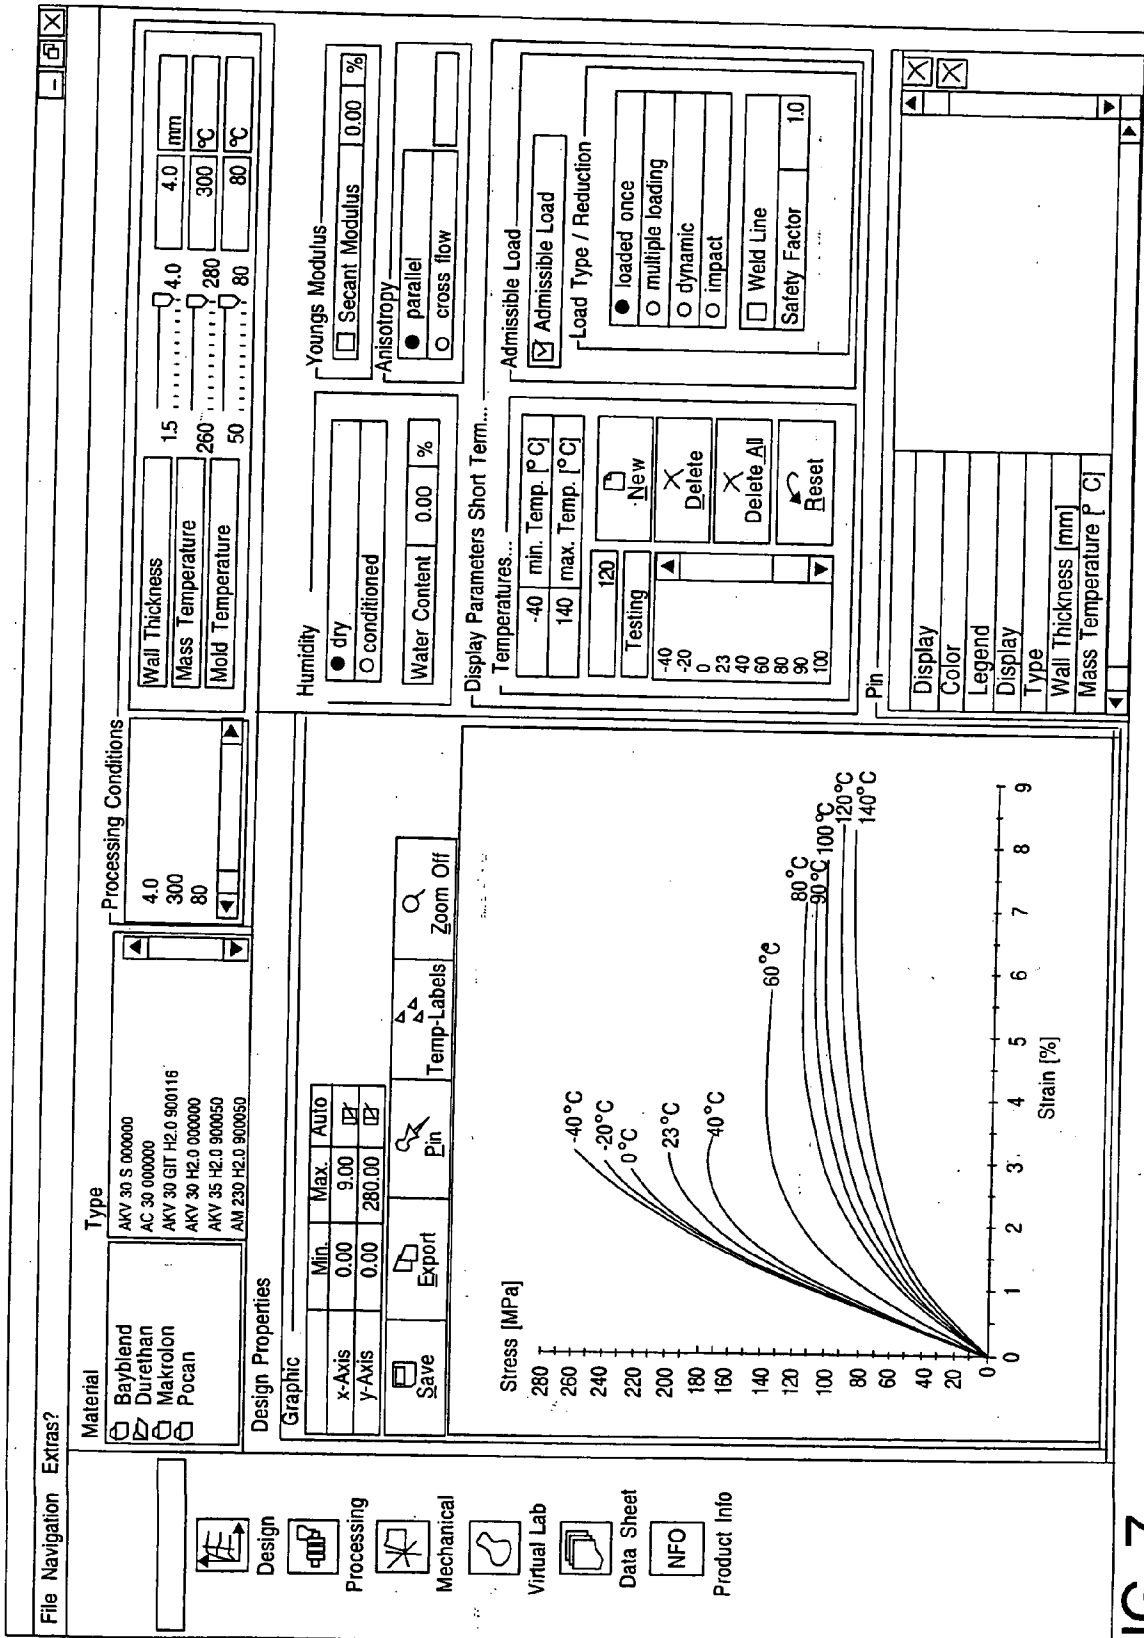 File Navigation Extras?
Design
Processing
Mechanical
Virtual Lab
Data Sheet
NFO
Product Info
Material
Bayblend
Durethan
Makrolon
Pocan
Type
AKV 30 S 000000
AC 30 000000
AKV 30 GIT H2.0 900116
AKV 30 H2.0 000000
AKV 35 H2.0 900050
AM 230 H2.0 900050
Processing Conditions
4.0
300
80
Wall Thickness 1.5 4.0 4.0 mm
Mass Temperature 260 280 300 °C
Mold Temperature 50 80 80 °C
Design Properties
Graphic
Min. Max. Auto
x-Axis 0.00 9.00
y-Axis 0.00 280.00
Save Export Pin Temp-Labels Zoom Off
Stress [MPa]
280
260
240
220
200
180
160
140
120
100
80
60
40
20
0
0 1 2 3 4 5 6 7 8 9
Strain [%]
-40°C
-20°C
0°C
23°C
40°C
60°C
80°C
90°C
100°C
120°C
140°C
Humidity
dry
conditioned
Water Content 0.00 %
Youngs Modulus
Secant Modulus 0.00 %
Anisotropy
parallel
cross flow
Display Parameters Short Term...
Temperatures...
-40 min. Temp. [°C]
140 max. Temp. [°C]
120
Testing
-40
-20
0
23
40
60
80
90
100
New
Delete
Delete All
Reset
Admissible Load
Admissible Load
Load Type / Reduction
loaded once
multiple loading
dynamic
impact
Weld Line
Safety Factor 1.0
Pin
Display
Color
Legend
Display
Type
Wall Thickness [mm]
Mass Temperature [° C]